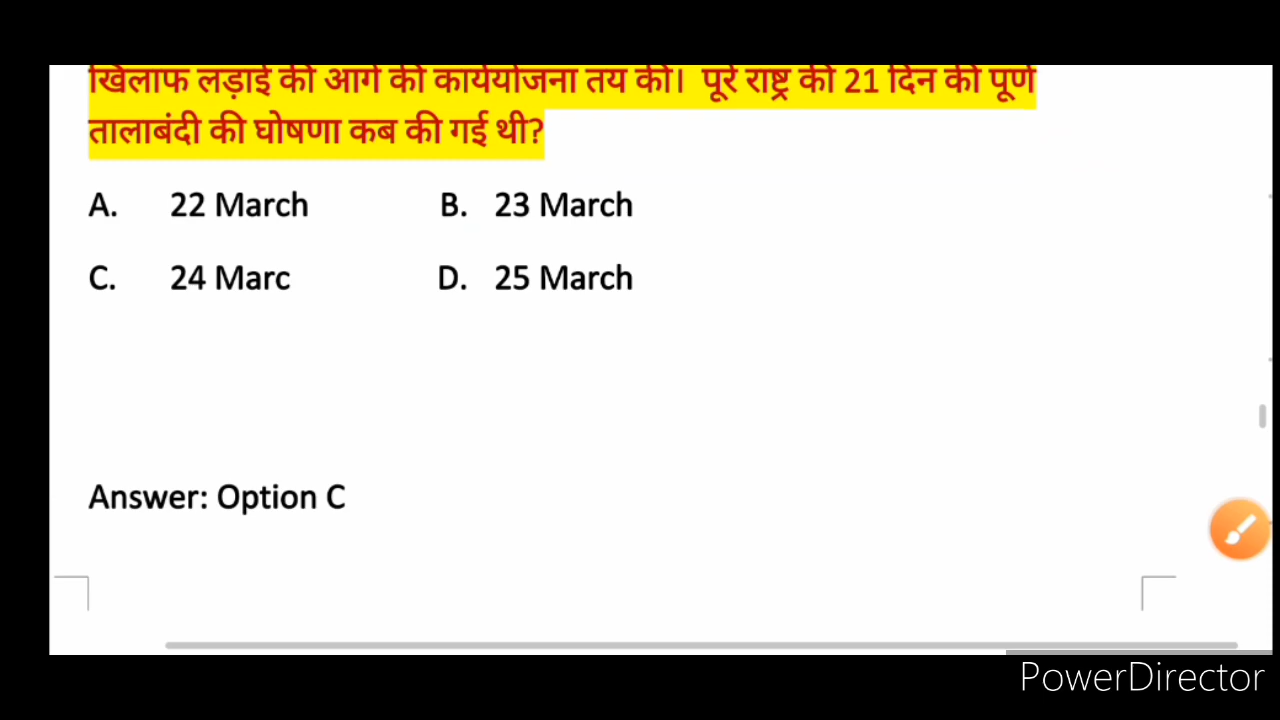 खिलाफ लड़ाई की आगे की कार्ययोजना तय की। पूरे राष्ट्र की 21 दिन की पूर्ण
तालाबंदी की घोषणा कब की गई थी?
A. 22 March B. 23 March
C. 24 Marc D. 25 March
Answer: Option C
PowerDirector